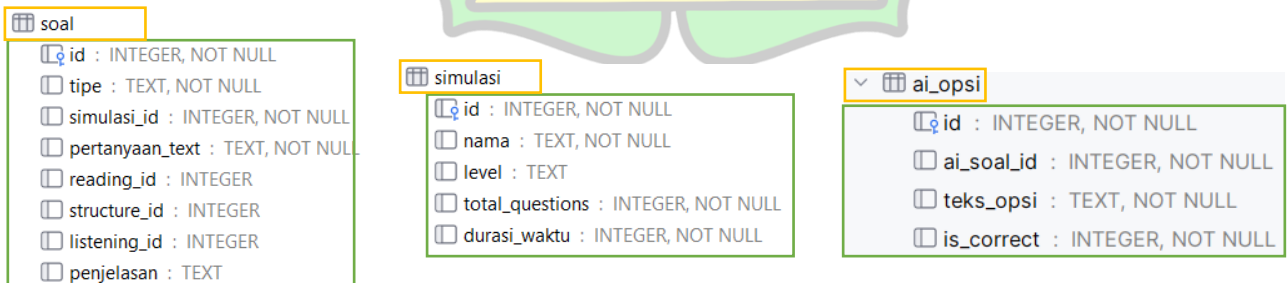 soal
id : INTEGER, NOT NULL
tipe : TEXT, NOT NULL
simulasi_id : INTEGER, NOT NULL
pertanyaan_text : TEXT, NOT NULL
reading_id : INTEGER
structure_id : INTEGER
listening_id : INTEGER
penjelasan : TEXT
simulasi
id : INTEGER, NOT NULL
nama : TEXT, NOT NULL
level : TEXT
total_questions : INTEGER, NOT NULL
durasi_waktu : INTEGER, NOT NULL
ai_opsi
id : INTEGER, NOT NULL
ai_soal_id : INTEGER, NOT NULL
teks_opsi : TEXT, NOT NULL
is_correct : INTEGER, NOT NULL